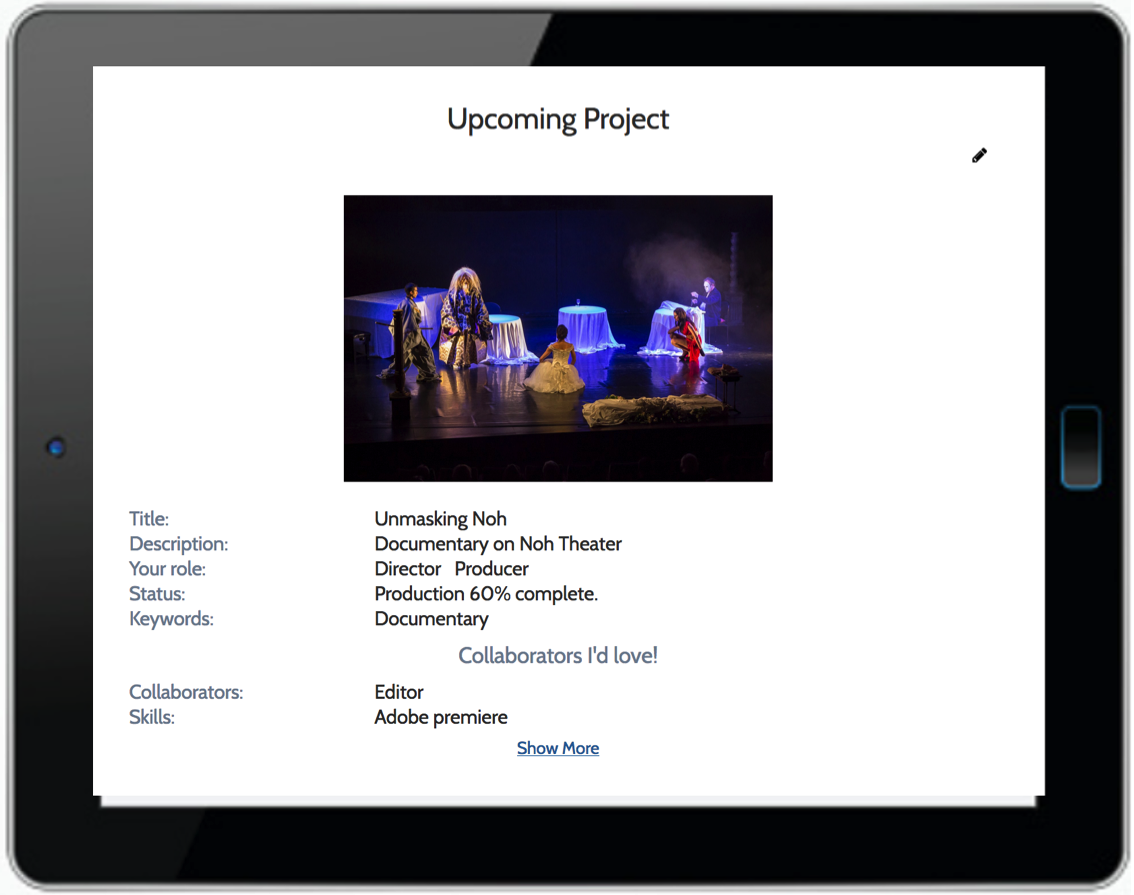 Upcoming Project
Title: Unmasking Noh
Description: Documentary on Noh Theater
Your role: Director Producer
Status: Production 60% complete.
Keywords: Documentary
Collaborators I'd love!
Collaborators: Editor
Skills: Adobe premiere
Show More